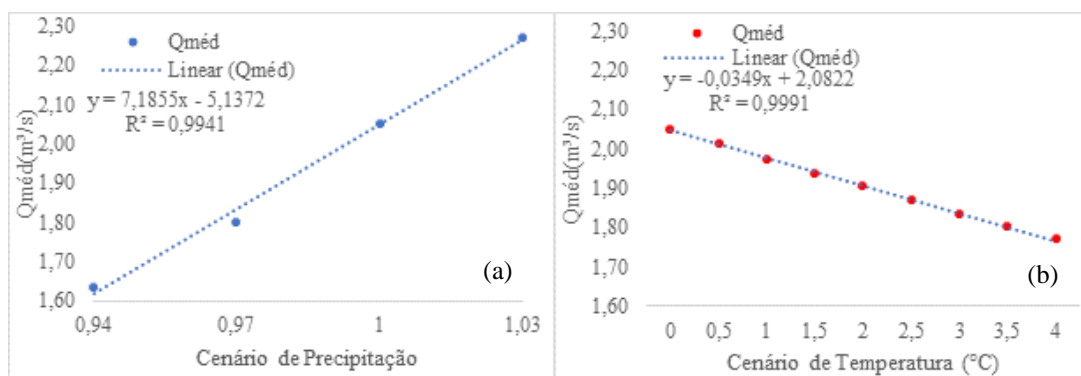 2,30
2,20
2,10
2,00
1,90
1,80
1,70
1,60
Qméd(m³/s)
Qméd
Linear (Qméd)
y = 7,1855x - 5,1372
R² = 0,9941
(a)
0,94 0,97 1 1,03
Cenário de Precipitação
2,30
2,20
2,10
2,00
1,90
1,80
1,70
1,60
Qméd(m³/s)
Qméd
Linear (Qméd)
y = -0,0349x + 2,0822
R² = 0,9991
(b)
0 0,5 1 1,5 2 2,5 3 3,5 4
Cenário de Temperatura (°C)